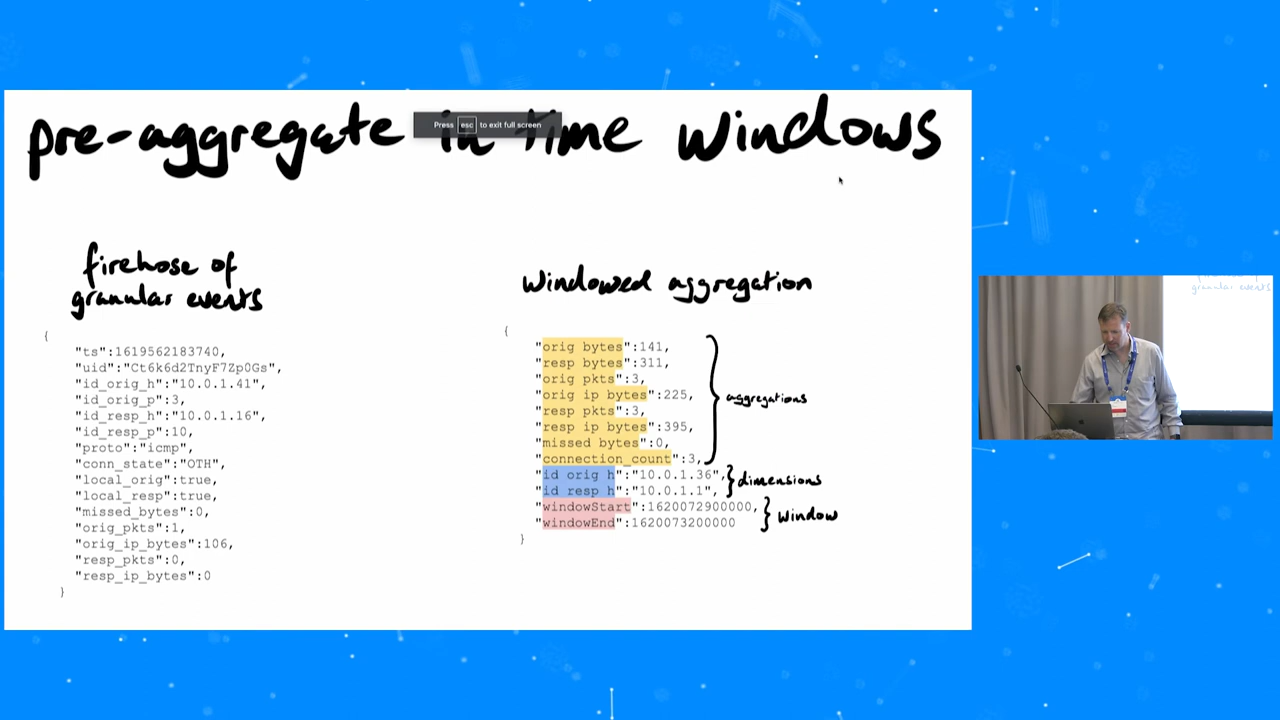 pre-aggregate in time windows
Press esc to exit full screen
firehose of
granular events
{
"ts":1619562183740,
"uid":"Ct6k6d2TnyF7Zp0Gs",
"id_orig_h":"10.0.1.41",
"id_orig_p":3,
"id_resp_h":"10.0.1.16",
"id_resp_p":10,
"proto":"icmp",
"conn_state":"OTH",
"local_orig":true,
"local_resp":true,
"missed_bytes":0,
"orig_pkts":1,
"orig_ip_bytes":106,
"resp_pkts":0,
"resp_ip_bytes":0
}
windowed aggregation
{
"orig bytes":141,
"resp bytes":311,
"orig pkts":3,
"orig ip bytes":225,
"resp pkts":3,
"resp ip bytes":395,
"missed bytes":0,
"connection_count":3,
"id orig h":"10.0.1.36",
"id resp h":"10.0.1.1",
"windowStart":1620072900000,
"windowEnd":1620073200000
}
aggregations
dimensions
window
granular events